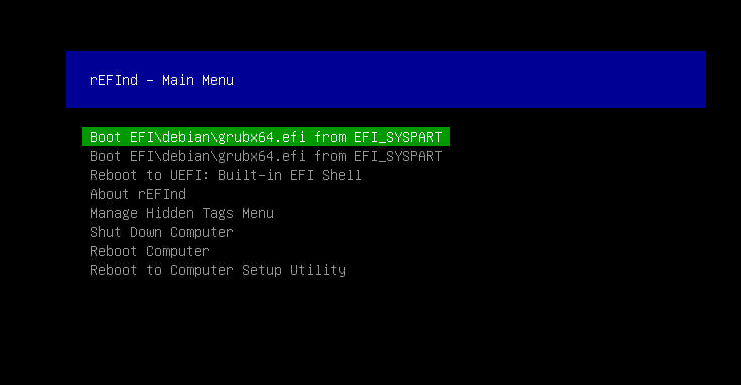 rEFInd - Main Menu
Boot EFI\debian\grubx64.efi from EFI_SYSPART
Boot EFI\debian\grubx64.efi from EFI_SYSPART
Reboot to UEFI: Built-in EFI Shell
About rEFInd
Manage Hidden Tags Menu
Shut Down Computer
Reboot Computer
Reboot to Computer Setup Utility